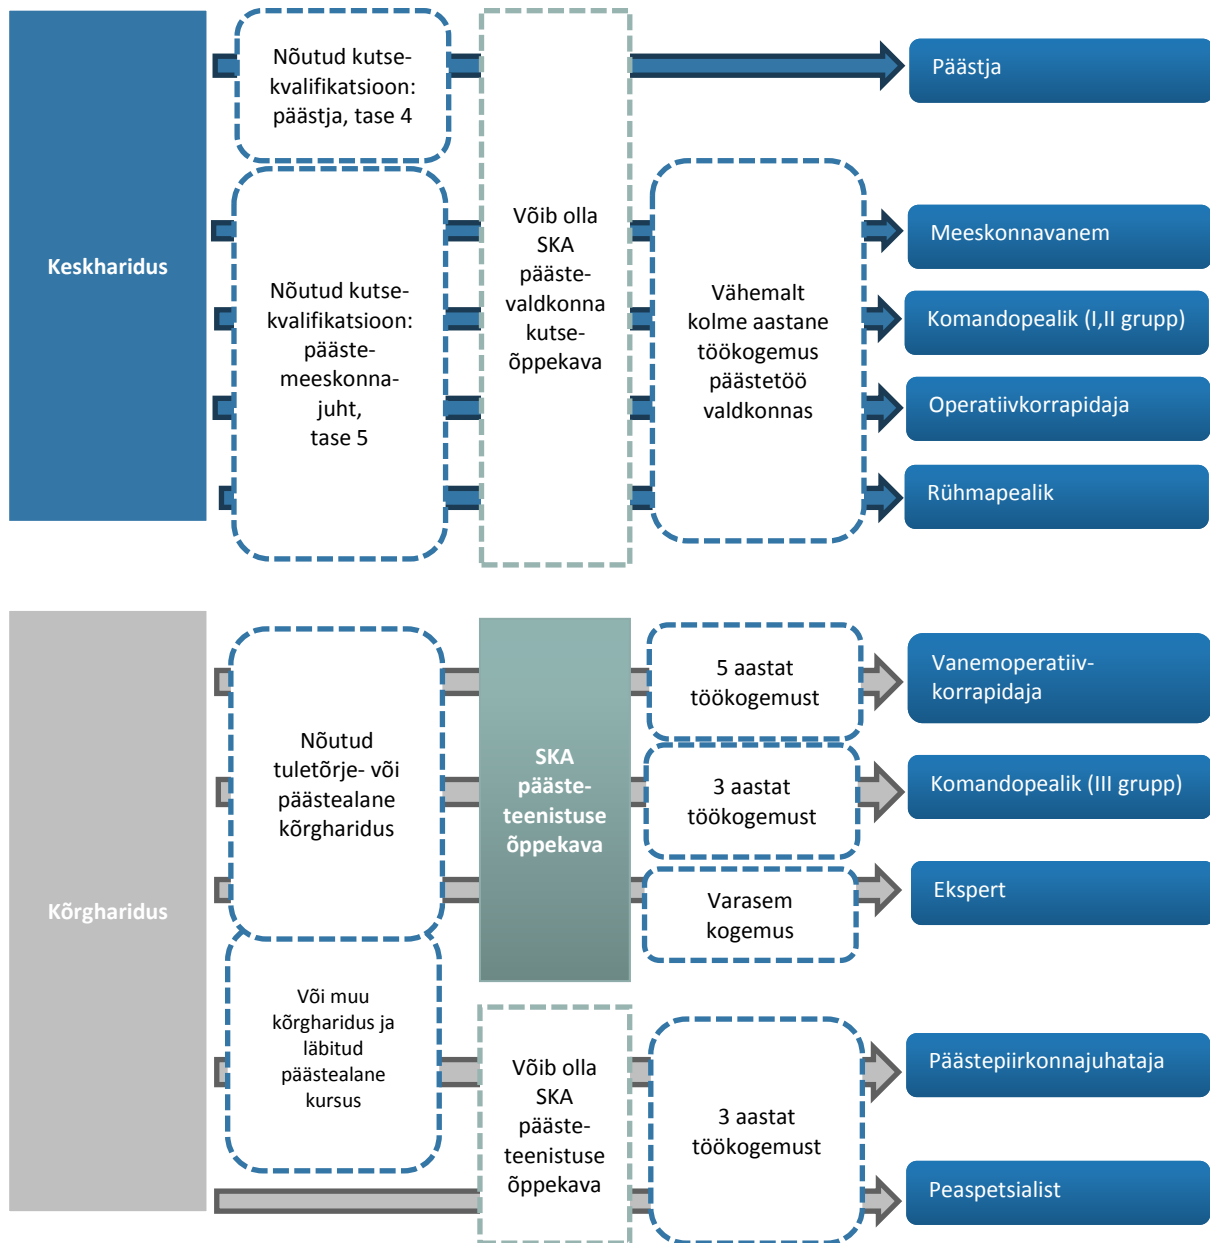 Keskharidus
Nõutud kutse-
kvalifikatsioon:
päästja, tase 4
Nõutud kutse-
kvalifikatsioon:
pääste-
meeskonna-
juht,
tase 5
Võib olla
SKA
pääste-
valdkonna
kutse-
õppekava
Vähemalt
kolme aastane
töökogemus
päästetöö
valdkonnas
Päästja
Meeskonnavanem
Komandopealik (I,II grupp)
Operatiivkorrapidaja
Rühmapealik
Kõrgharidus
Nõutud
tuletõrje- või
päästealane
kõrgharidus
Või muu
kõrgharidus ja
läbitud
päästealane
kursus
SKA
pääste-
teenistuse
õppekava
Võib olla
SKA
pääste-
teenistuse
õppekava
5 aastat
töökogemust
3 aastat
töökogemust
Varasem
kogemus
3 aastat
töökogemust
Vanemoperatiiv-
korrapidaja
Komandopealik (III grupp)
Ekspert
Päästepiirkonnajuhataja
Peaspetsialist